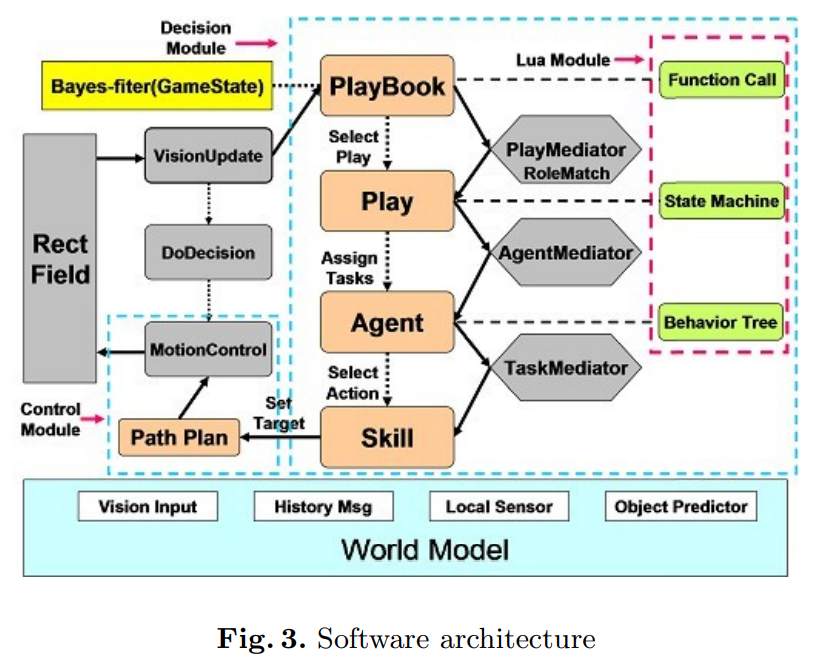 Decision
Module
Bayes-fiter(GameState)
PlayBook
Lua Module
Function Call
VisionUpdate
Select
Play
PlayMediator
RoleMatch
Rect
Field
Play
State Machine
DoDecision
Assign
Tasks
AgentMediator
MotionControl
Agent
Behavior Tree
Select
Action
TaskMediator
Control
Module
Path Plan
Set
Target
Skill
Vision Input
History Msg
Local Sensor
Object Predictor
World Model
Fig. 3. Software architecture